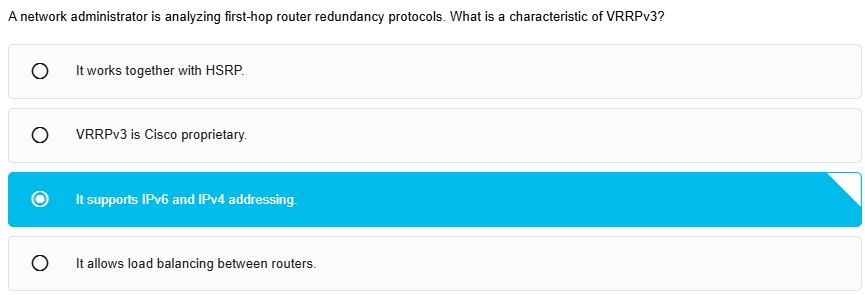 A network administrator is analyzing first-hop router redundancy protocols. What is a characteristic of VRRPv3?
It works together with HSRP.
VRRPv3 is Cisco proprietary.
It supports IPv6 and IPv4 addressing.
It allows load balancing between routers.